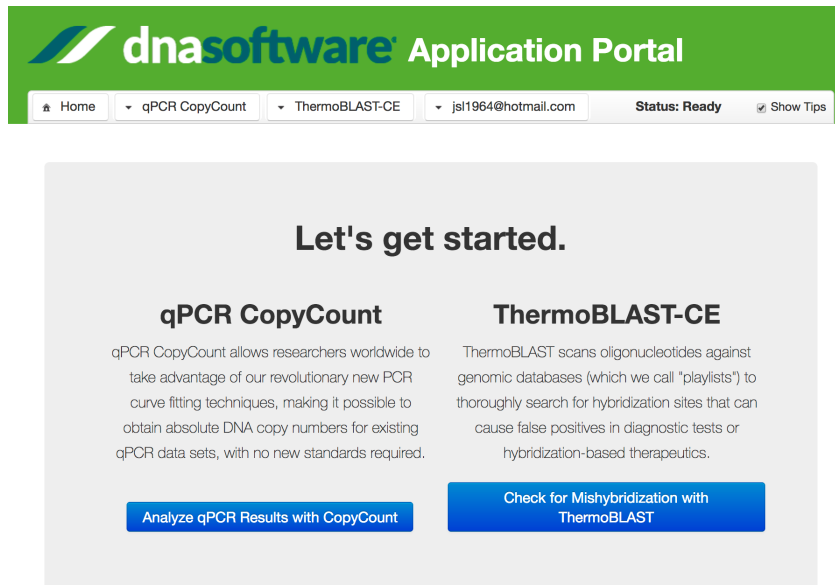 dnasoftware Application Portal
Home qPCR CopyCount ThermoBLAST-CE jsl1964@hotmail.com Status: Ready Show Tips
Let's get started.
qPCR CopyCount
qPCR CopyCount allows researchers worldwide to
take advantage of our revolutionary new PCR
curve fitting techniques, making it possible to
obtain absolute DNA copy numbers for existing
qPCR data sets, with no new standards required.
Analyze qPCR Results with CopyCount
ThermoBLAST-CE
ThermoBLAST scans oligonucleotides against
genomic databases (which we call "playlists") to
thoroughly search for hybridization sites that can
cause false positives in diagnostic tests or
hybridization-based therapeutics.
Check for Mishybridization with
ThermoBLAST